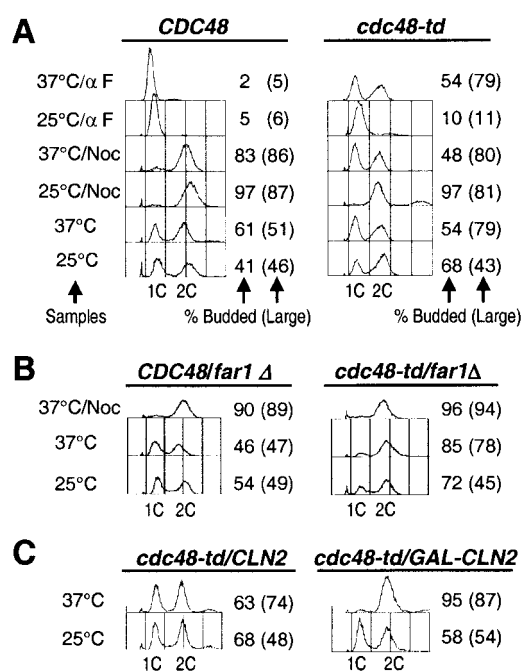 A
CDC48
cdc48-td
37°C/α F 2 (5) 54 (79)
25°C/α F 5 (6) 10 (11)
37°C/Noc 83 (86) 48 (80)
25°C/Noc 97 (87) 97 (81)
37°C 61 (51) 54 (79)
25°C 41 (46) 68 (43)
1C 2C 1C 2C
Samples % Budded (Large) % Budded (Large)
B
CDC48/far1 Δ
cdc48-td/far1Δ
37°C/Noc 90 (89) 96 (94)
37°C 46 (47) 85 (78)
25°C 54 (49) 72 (45)
1C 2C 1C 2C
C
cdc48-td/CLN2
cdc48-td/GAL-CLN2
37°C 63 (74) 95 (87)
25°C 68 (48) 58 (54)
1C 2C 1C 2C